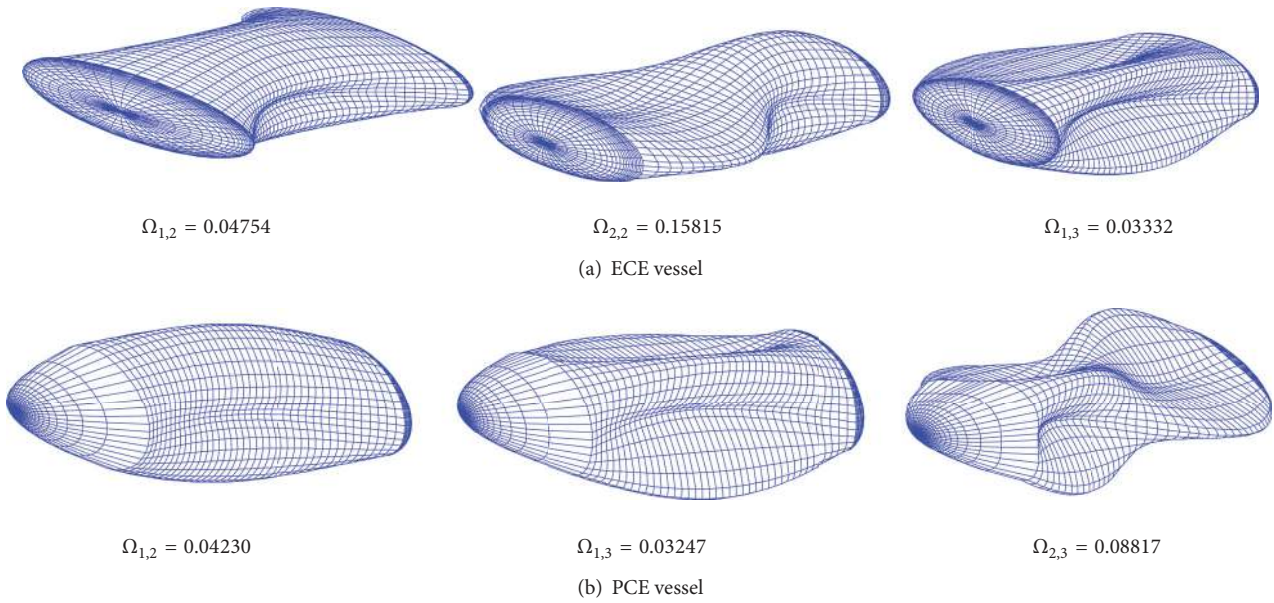 Ω1,2 = 0.04754 Ω2,2 = 0.15815 Ω1,3 = 0.03332
(a) ECE vessel
Ω1,2 = 0.04230 Ω1,3 = 0.03247 Ω2,3 = 0.08817
(b) PCE vessel